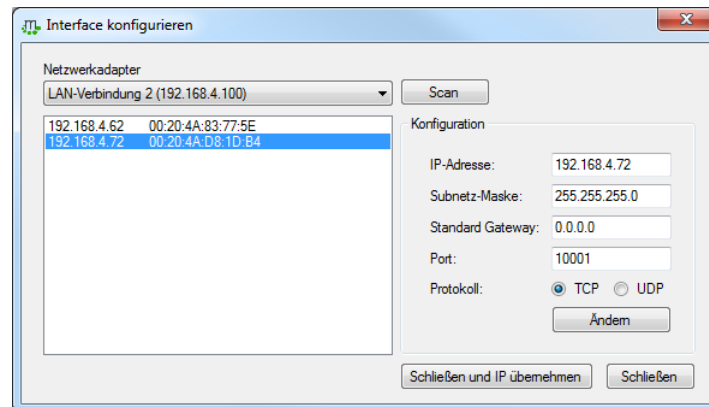 Interface konfigurieren
Netzwerkadapter
LAN-Verbindung 2 (192.168.4.100)
Scan
192.168.4.62 00:20:4A:83:77:5E
192.168.4.72 00:20:4A:D8:1D:B4
Konfiguration
IP-Adresse: 192.168.4.72
Subnetz-Maske: 255.255.255.0
Standard Gateway: 0.0.0.0
Port: 10001
Protokoll: TCP UDP
Ändern
Schließen und IP übernehmen Schließen